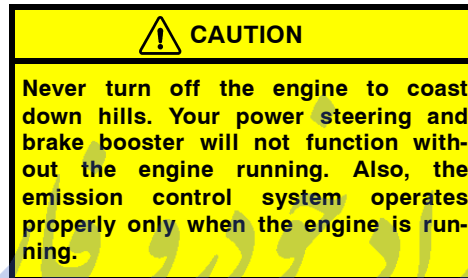 CAUTION
Never turn off the engine to coast
down hills. Your power steering and
brake booster will not function with-
out the engine running. Also, the
emission control system operates
properly only when the engine is run-
ning.